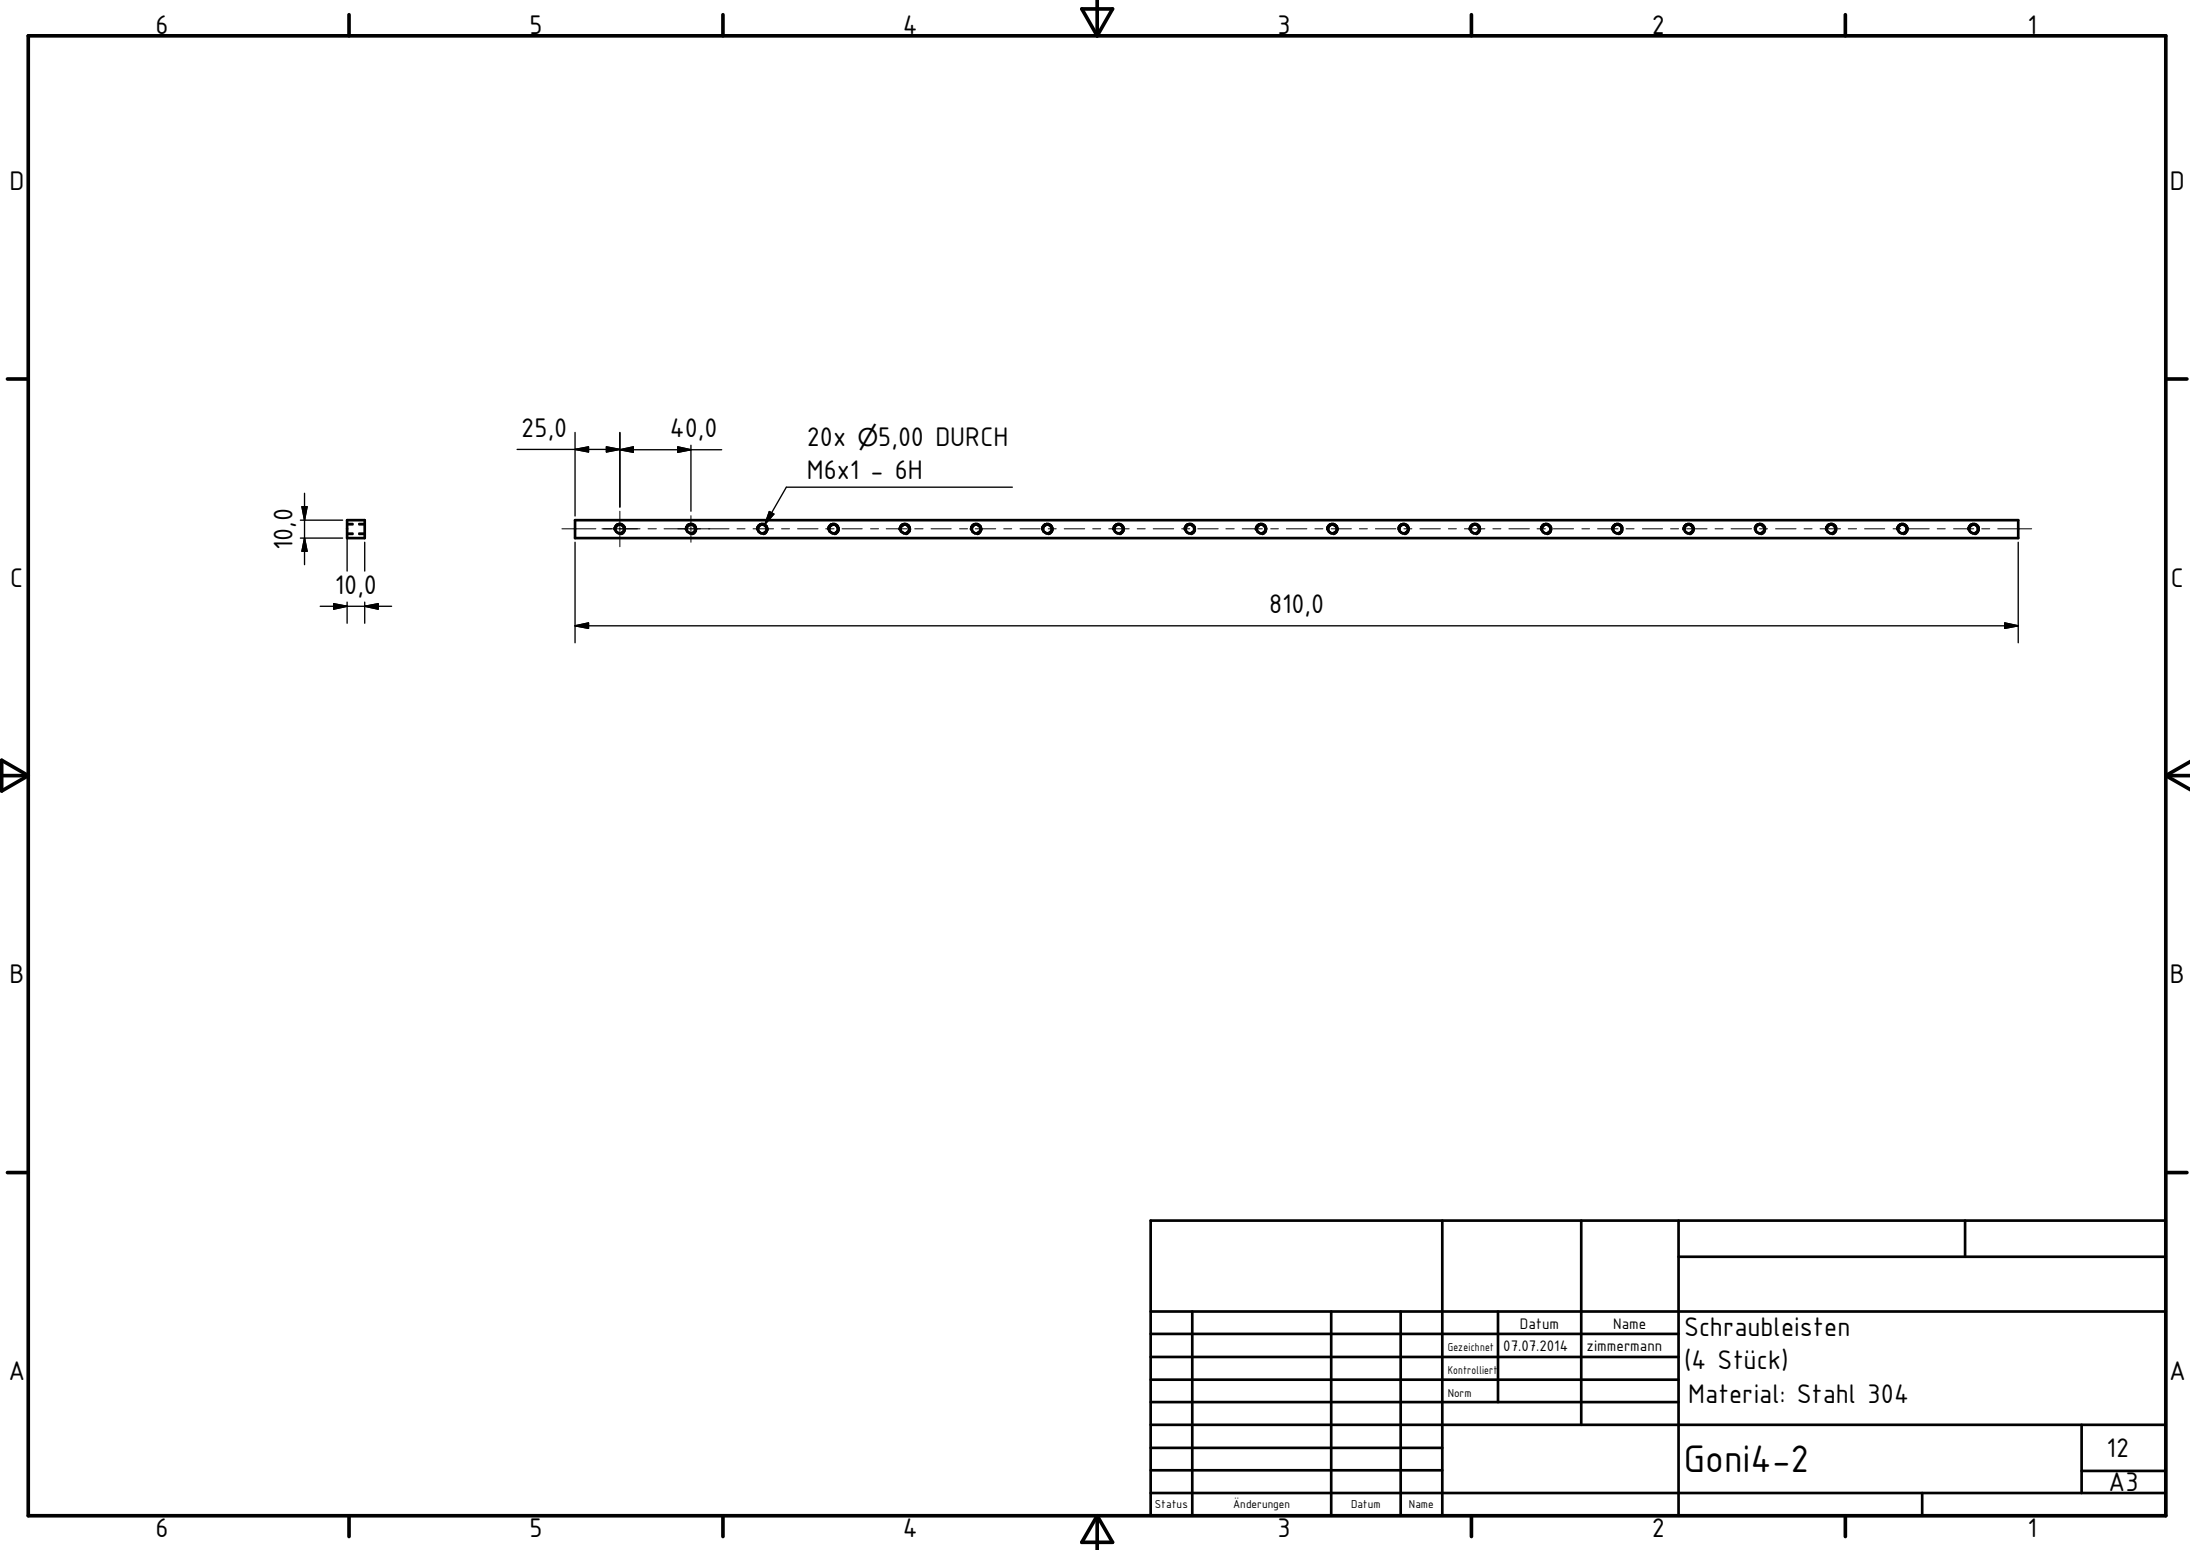 6 5 4 3 2 1
D D
25,0 40,0 20x Ø5,00 DURCH
M6x1 - 6H
10,0
C C
10,0
810,0
B B
Datum Name Schraubleisten
Gezeichnet 07.07.2014 zimmermann
(4 Stück)
Kontrolliert
A A
Norm Material: Stahl 304
Goni4-2 12
A3
Status Änderungen Datum Name
6 5 4 3 2 1